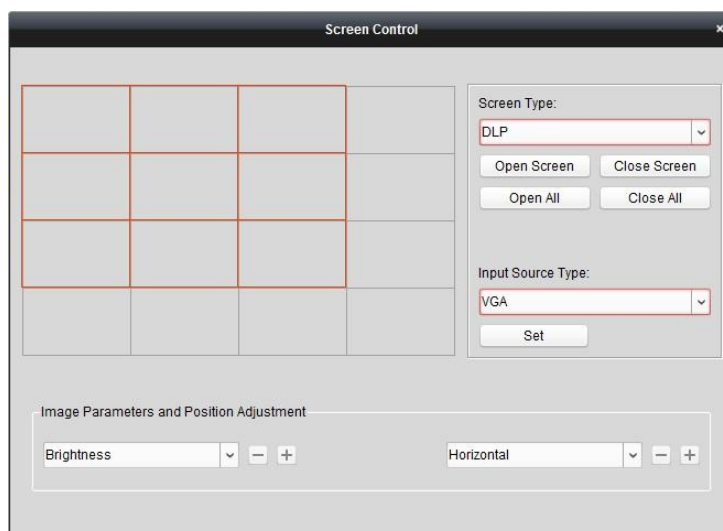 Screen Control
Screen Type:
DLP
Open Screen Close Screen
Open All Close All
Input Source Type:
VGA
Set
Image Parameters and Position Adjustment
Brightness Horizontal